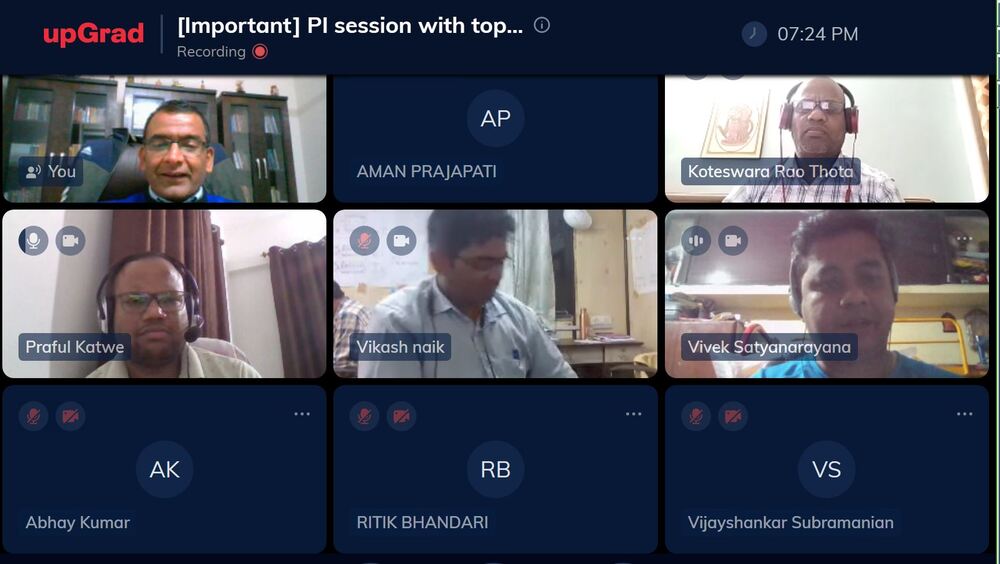 upGrad
[Important] PI session with top...
Recording
07:24 PM
You
AP
AMAN PRAJAPATI
Koteswara Rao Thota
Praful Katwe
Vikash naik
Vivek Satyanarayana
AK
Abhay Kumar
RB
RITIK BHANDARI
VS
Vijayshankar Subramanian